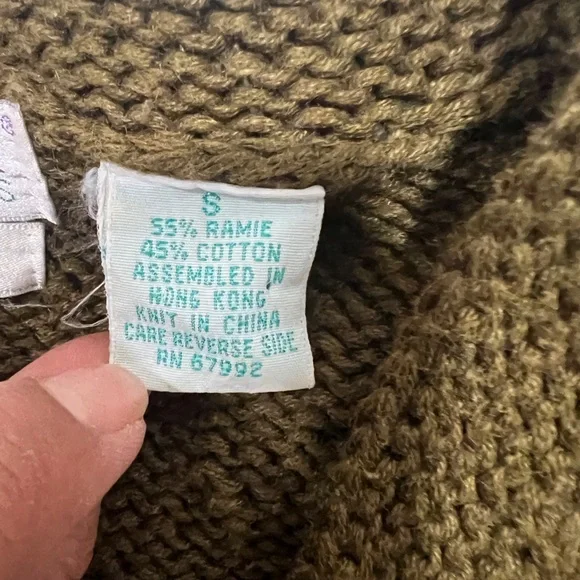 S
55% RAMIE
45% COTTON
ASSEMBLED IN
HONG KONG
KNIT IN CHINA
CARE REVERSE SIDE
RN 67992